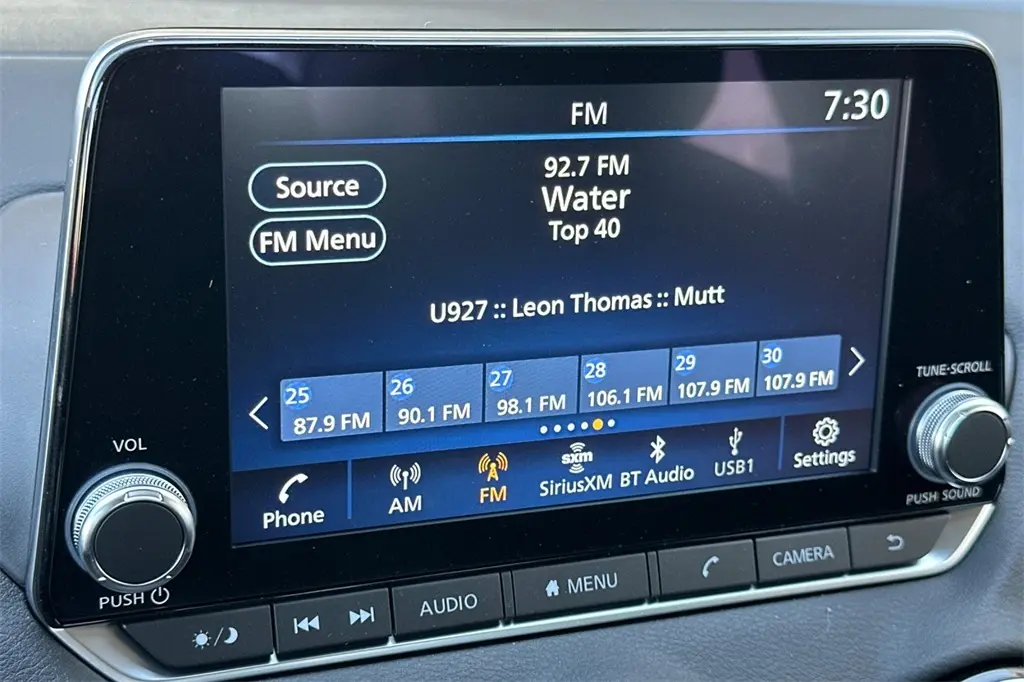 FM
7:30
Source
FM Menu
92.7 FM
Water
Top 40
U927 :: Leon Thomas :: Mutt
25
87.9 FM
26
90.1 FM
27
98.1 FM
28
106.1 FM
29
107.9 FM
30
107.9 FM
Phone
AM
FM
sxm
SiriusXM
BT Audio
USB1
Settings
VOL
PUSH
TUNE•SCROLL
PUSH SOUND
AUDIO
MENU
CAMERA